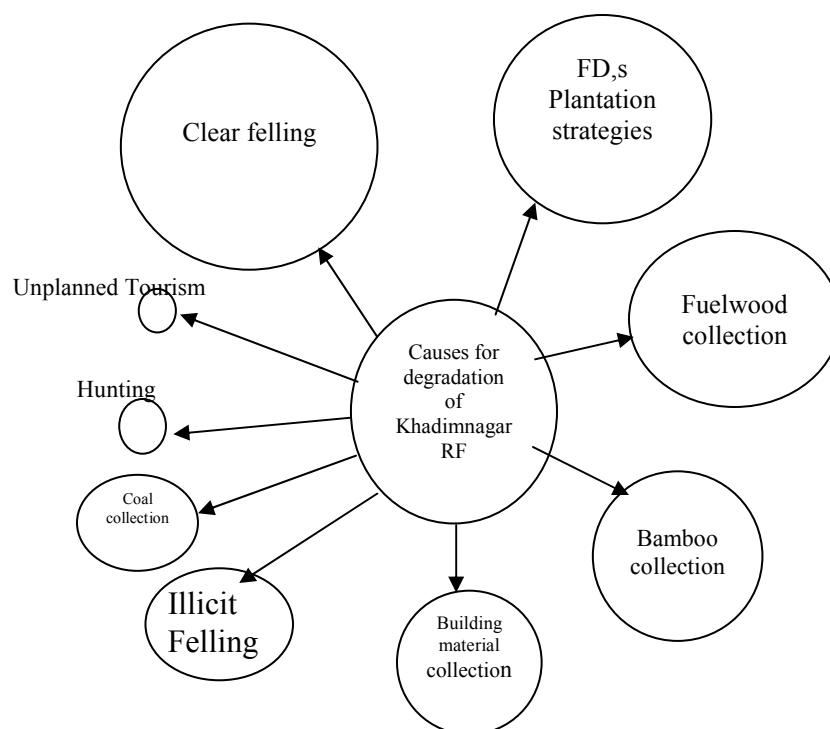 Clear felling
FD,s
Plantation
strategies
Unplanned Tourism
Fuelwood
collection
Hunting
Causes for
degradation
of
Khadimnagar
RF
Coal
collection
Bamboo
collection
Illicit
Felling
Building
material
collection